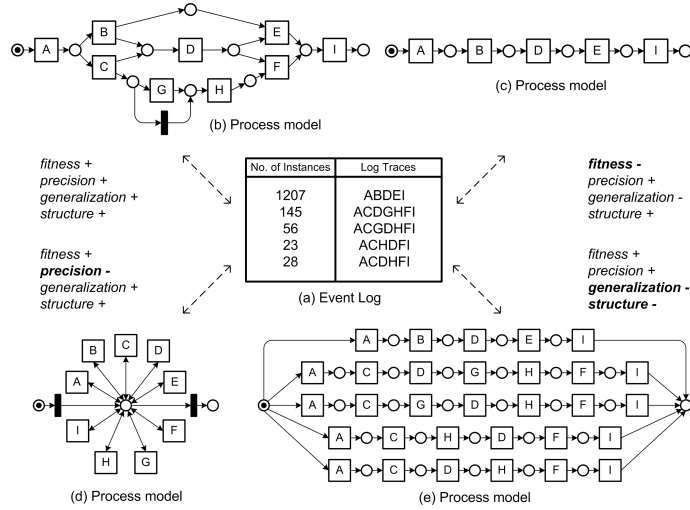 B
E
A
D
I
C
F
G
H
(b) Process model
A
B
D
E
I
(c) Process model
fitness +
precision +
generalization +
structure +
No. of Instances
Log Traces
1207
ABDEI
145
ACDGHFI
56
ACGDHFI
23
ACHDFI
28
ACDHFI
(a) Event Log
fitness -
precision +
generalization -
structure +
fitness +
precision -
generalization +
structure +
fitness +
precision +
generalization -
structure -
C
B
D
A
E
I
F
H
G
(d) Process model
A
B
D
E
I
A
C
D
G
H
F
I
A
C
G
D
H
F
I
A
C
H
D
F
I
A
C
D
H
F
I
(e) Process model